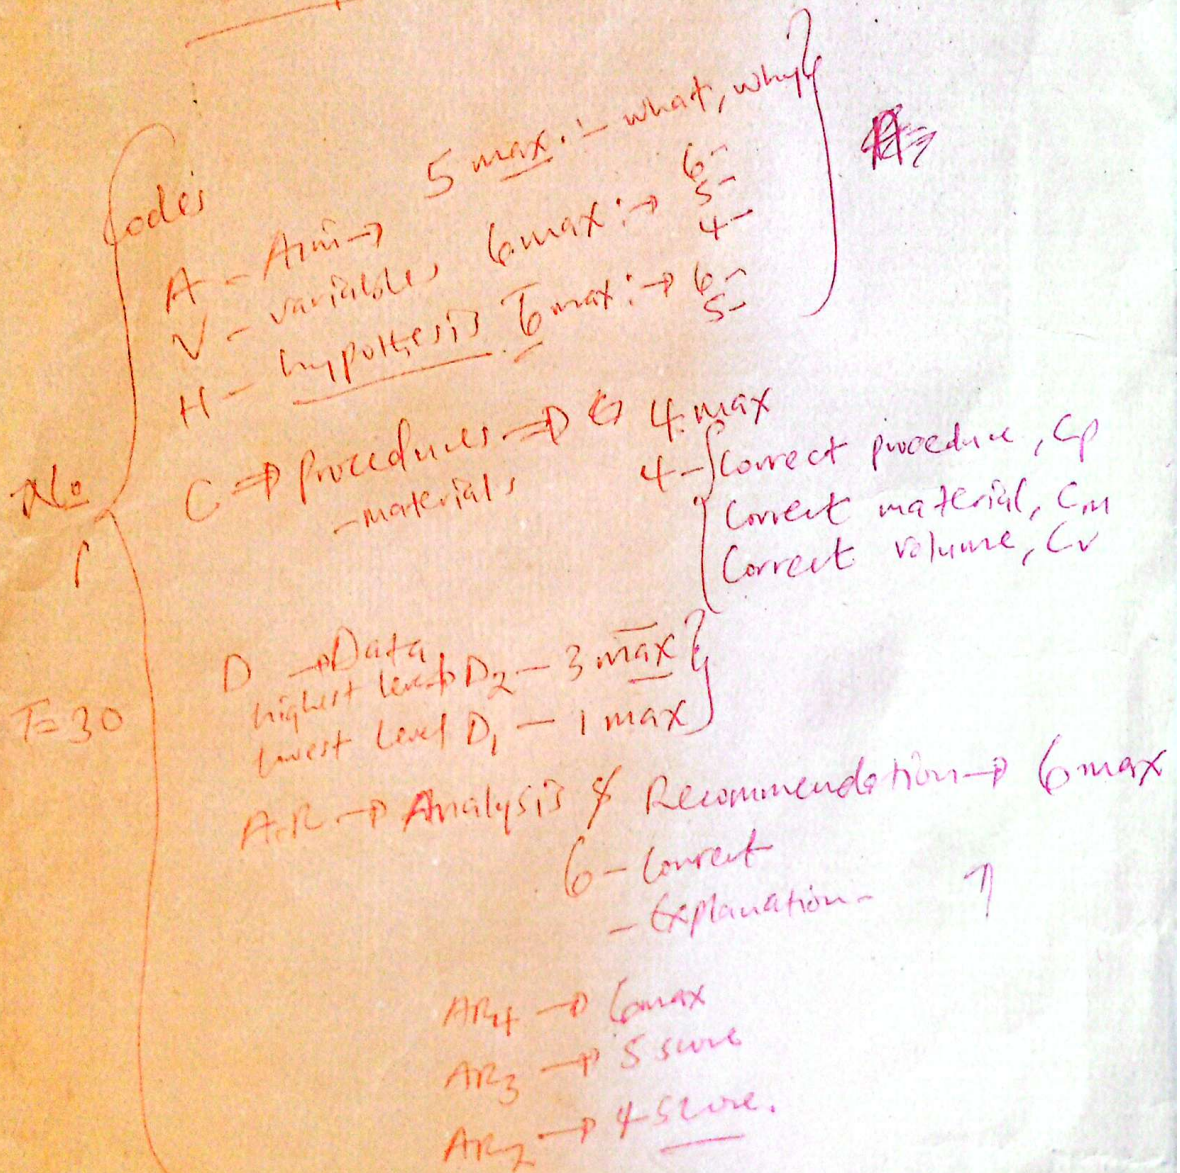 Codes
A - Aim → 5 max :- what, why
V - variables 6 max : → 6 -
5 -
4 -
H - hypothesis 6 max : → 6 -
5 -
C ⇒ procedures ⇒ 4 max
- materials
4 - Correct procedure, Cp
Correct material, Cm
Correct volume, Cv
No
1
T=30
D → Data
highest level → D2 - 3 max
lowest level D1 - 1 max
A&R → Analysis & Recommendation → 6 max
6 - correct
- Explanation -
AR4 → 6 max
AR3 → 5 score
AR2 → 4 score.